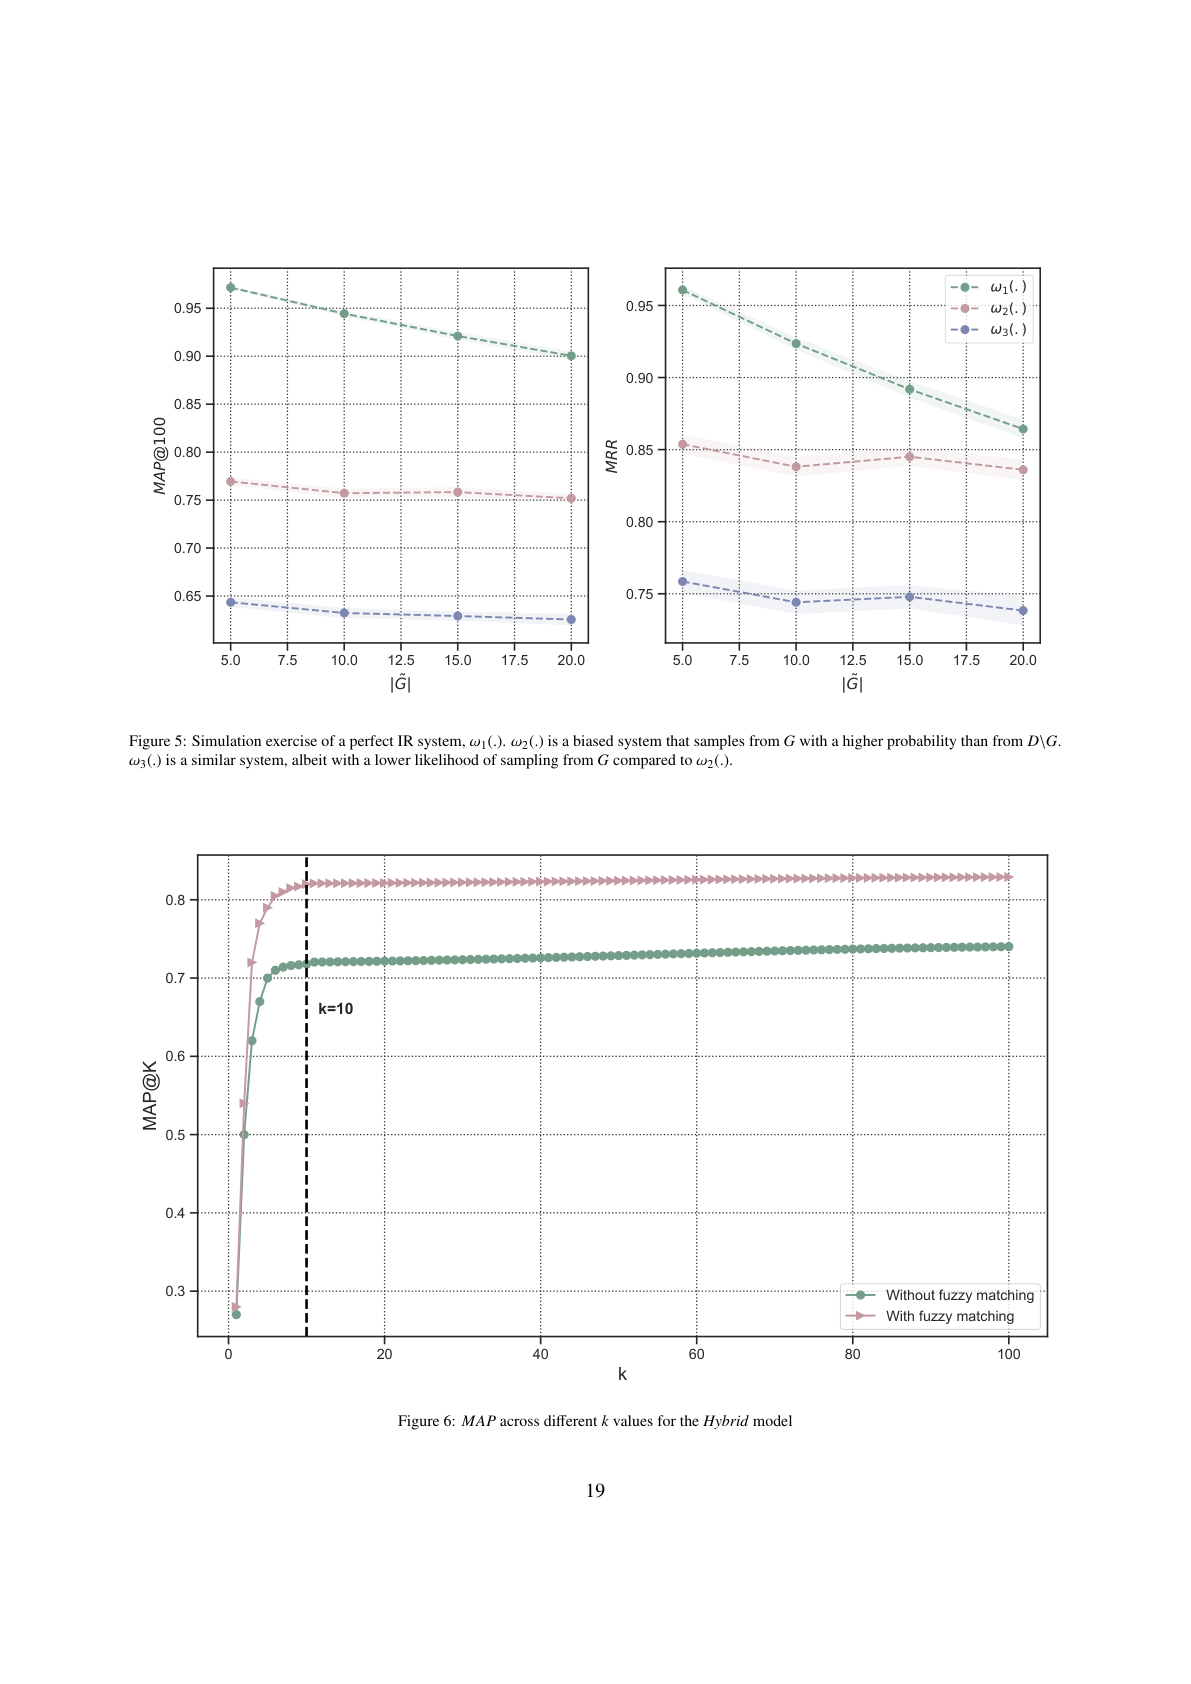 0.95
0.90
0.85
0.80
0.75
0.70
0.65
MAP@100
5.0 7.5 10.0 12.5 15.0 17.5 20.0
|G̃|
0.95
0.90
0.85
0.80
0.75
MRR
ω₁(.)
ω₂(.)
ω₃(.)
5.0 7.5 10.0 12.5 15.0 17.5 20.0
|G̃|
Figure 5: Simulation exercise of a perfect IR system, ω₁(.). ω₂(.) is a biased system that samples from G with a higher probability than from D\G.
ω₃(.) is a similar system, albeit with a lower likelihood of sampling from G compared to ω₂(.).
0.8
0.7
0.6
0.5
0.4
0.3
MAP@K
k=10
Without fuzzy matching
With fuzzy matching
0 20 40 60 80 100
k
Figure 6: MAP across different k values for the Hybrid model
19